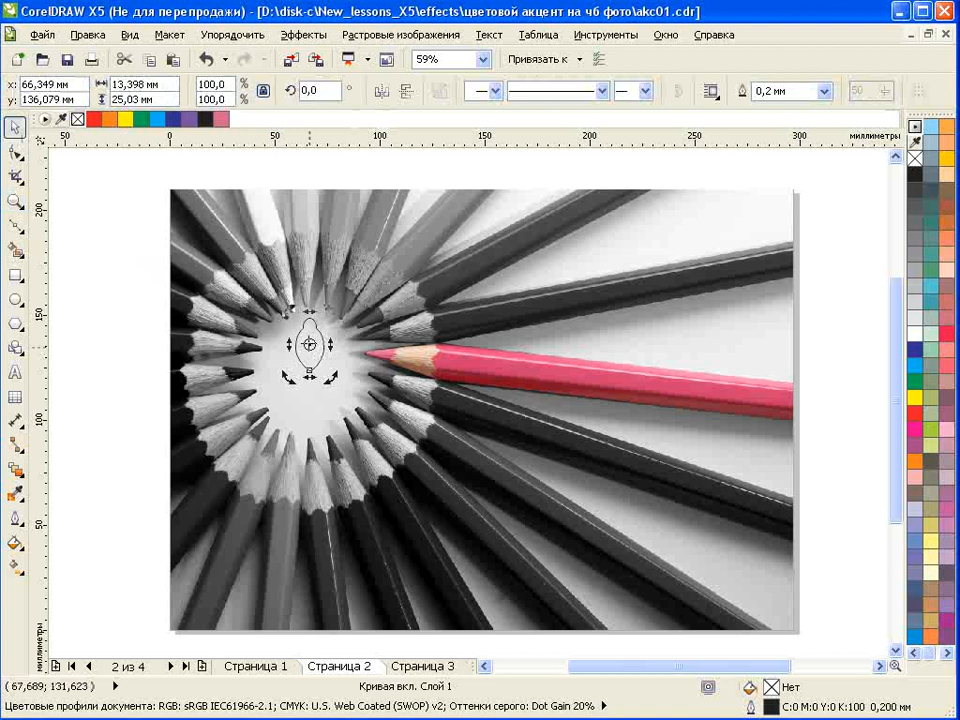 CorelDRAW X5 (Не для перепродажи) - [D:\disk-c\New_lessons_X5\effects\цветовой акцент на чб фото\akc01.cdr]
Файл Правка Вид Макет Упорядочить Эффекты Растровые изображения Текст Таблица Инструменты Окно Справка
59% Привязать к
x: 66,349 мм 13,398 мм 100,0 % 0,0 0,2 мм 50
y: 136,079 мм 25,03 мм 100,0 %
50 0 50 100 150 200 250 300 миллиметры
200
150
100
50
миллиметры
2 из 4 Страница 1 Страница 2 Страница 3
( 67,689; 131,623 ) Кривая вкл. Слой 1 Нет
Цветовые профили документа: RGB: sRGB IEC61966-2.1; CMYK: U.S. Web Coated (SWOP) v2; Оттенки серого: Dot Gain 20% C:0 M:0 Y:0 K:100 0,200 мм